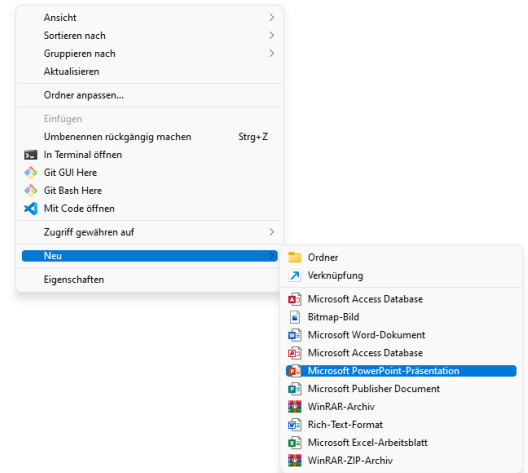 Ansicht
Sortieren nach
Gruppieren nach
Aktualisieren
Ordner anpassen...
Einfügen
Umbenennen rückgängig machen Strg+Z
In Terminal öffnen
Git GUI Here
Git Bash Here
Mit Code öffnen
Zugriff gewähren auf
Neu
Eigenschaften
Ordner
Verknüpfung
Microsoft Access Database
Bitmap-Bild
Microsoft Word-Dokument
Microsoft Access Database
Microsoft PowerPoint-Präsentation
Microsoft Publisher Document
WinRAR-Archiv
Rich-Text-Format
Microsoft Excel-Arbeitsblatt
WinRAR-ZIP-Archiv